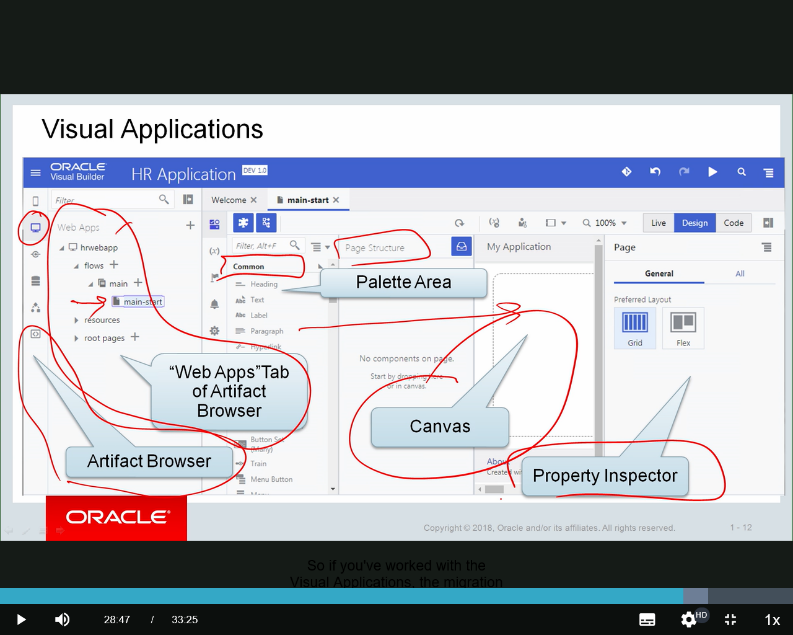 Visual Applications
ORACLE
Visual Builder
HR Application
DEV 1.0
Filter
Welcome
main-start
Web Apps
hrwebapp
flows
main
main-start
resources
root pages
Filter, Alt+F
Common
Heading
Text
Label
Paragraph
Hyperlink
Button Set
(Many)
Train
Menu Button
Menu
Page Structure
No components on page.
Start by dropping here
or in canvas.
100%
Live
Design
Code
My Application
Page
General
All
Preferred Layout
Grid
Flex
Palette Area
"Web Apps"Tab
of Artifact
Browser
Artifact Browser
Canvas
Property Inspector
Abou
Created wi
ORACLE®
Copyright © 2018, Oracle and/or its affiliates. All rights reserved.
1 - 12
So if you've worked with the
Visual Applications, the migration
28:47 / 33:25
HD
1x